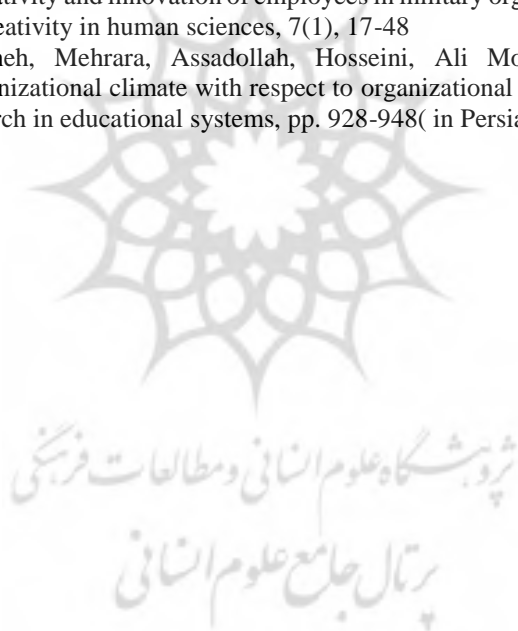 ativity and innovation of employees in military org
eativity in human sciences, 7(1), 17-48
neh, Mehrara, Assadollah, Hosseini, Ali Mo
nizational climate with respect to organizational
rch in educational systems, pp. 928-948( in Persia
پژوهشگاه علوم انسانی و مطالعات فرهنگی
پرتال جامع علوم انسانی